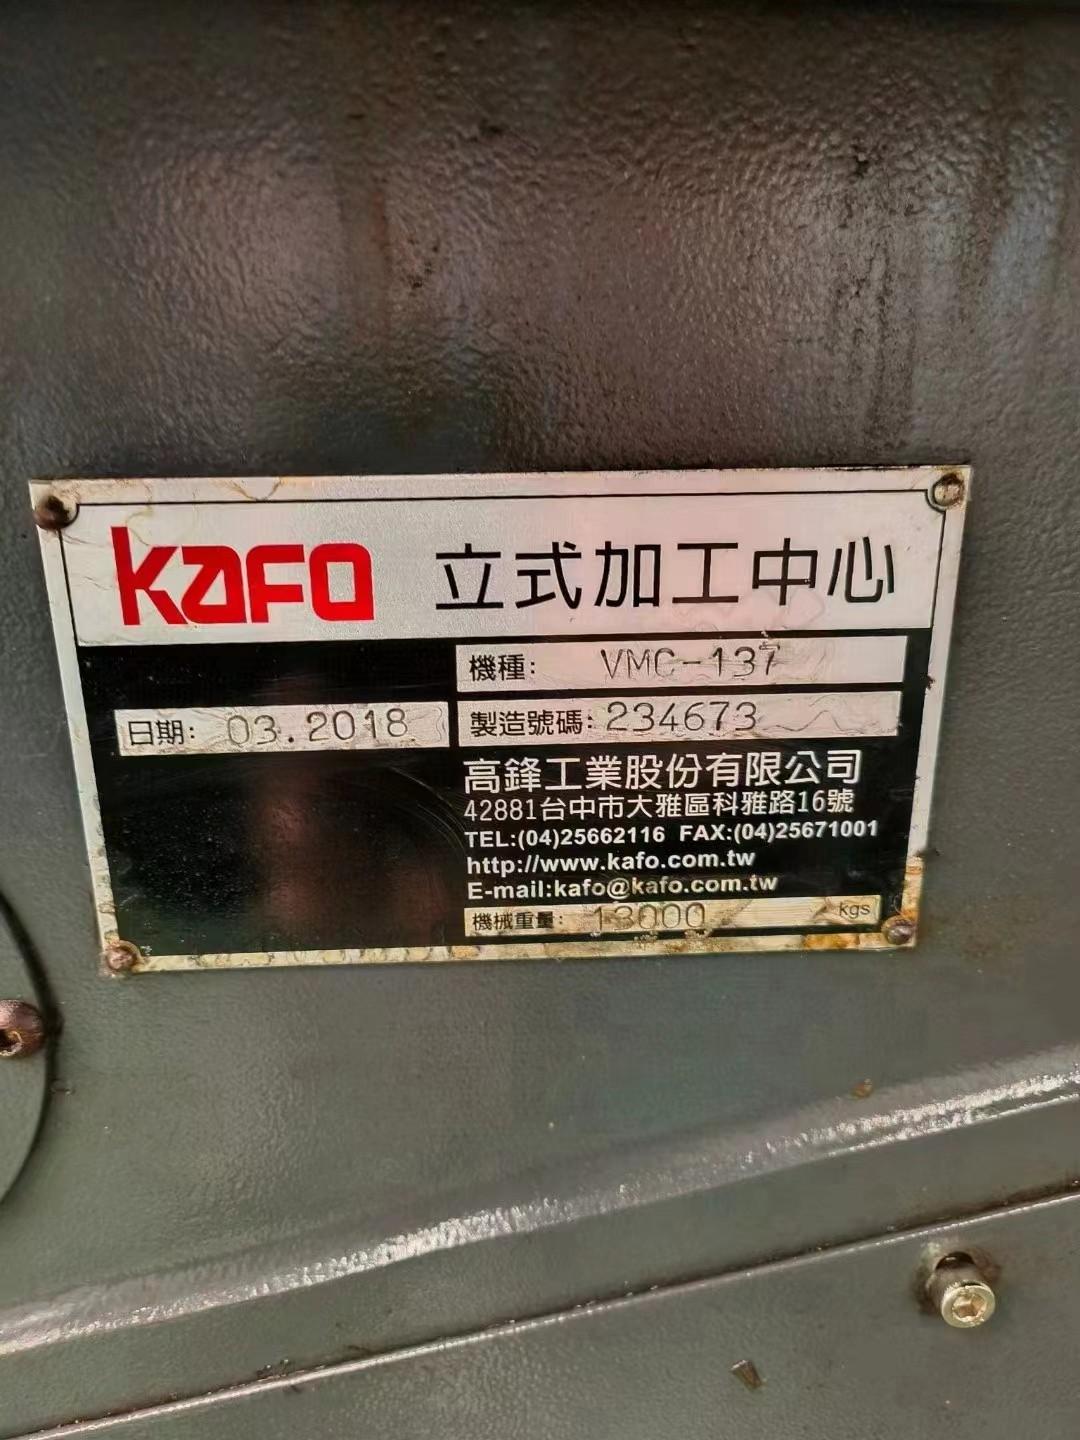 kaFO 立式加工中心
機種: VMC-137
日期: 03.2018 製造號碼: 234673
高鋒工業股份有限公司
42881台中市大雅區科雅路16號
TEL:(04)25662116 FAX:(04)25671001
http://www.kafo.com.tw
E-mail:kafo@kafo.com.tw
機械重量: 13000 kgs